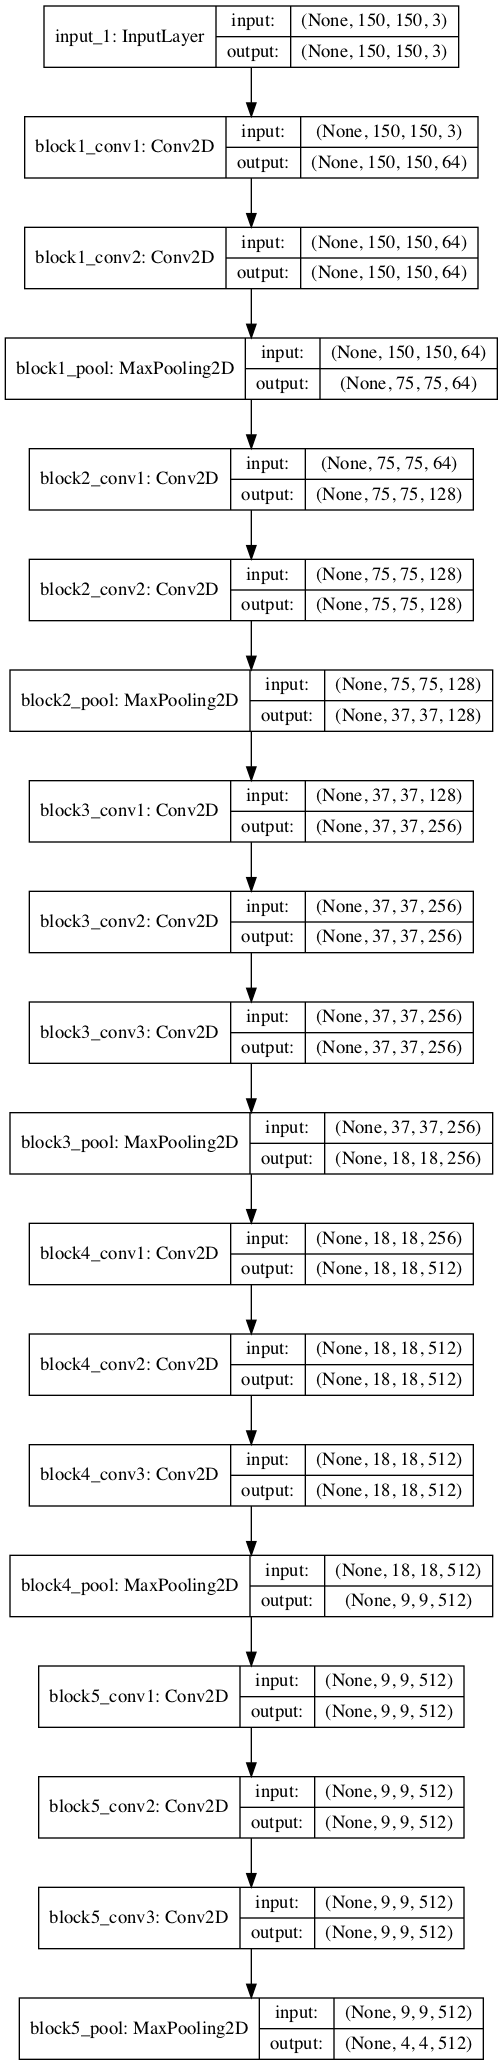 input_1: InputLayer
input: (None, 150, 150, 3)
output: (None, 150, 150, 3)
block1_conv1: Conv2D
input: (None, 150, 150, 3)
output: (None, 150, 150, 64)
block1_conv2: Conv2D
input: (None, 150, 150, 64)
output: (None, 150, 150, 64)
block1_pool: MaxPooling2D
input: (None, 150, 150, 64)
output: (None, 75, 75, 64)
block2_conv1: Conv2D
input: (None, 75, 75, 64)
output: (None, 75, 75, 128)
block2_conv2: Conv2D
input: (None, 75, 75, 128)
output: (None, 75, 75, 128)
block2_pool: MaxPooling2D
input: (None, 75, 75, 128)
output: (None, 37, 37, 128)
block3_conv1: Conv2D
input: (None, 37, 37, 128)
output: (None, 37, 37, 256)
block3_conv2: Conv2D
input: (None, 37, 37, 256)
output: (None, 37, 37, 256)
block3_conv3: Conv2D
input: (None, 37, 37, 256)
output: (None, 37, 37, 256)
block3_pool: MaxPooling2D
input: (None, 37, 37, 256)
output: (None, 18, 18, 256)
block4_conv1: Conv2D
input: (None, 18, 18, 256)
output: (None, 18, 18, 512)
block4_conv2: Conv2D
input: (None, 18, 18, 512)
output: (None, 18, 18, 512)
block4_conv3: Conv2D
input: (None, 18, 18, 512)
output: (None, 18, 18, 512)
block4_pool: MaxPooling2D
input: (None, 18, 18, 512)
output: (None, 9, 9, 512)
block5_conv1: Conv2D
input: (None, 9, 9, 512)
output: (None, 9, 9, 512)
block5_conv2: Conv2D
input: (None, 9, 9, 512)
output: (None, 9, 9, 512)
block5_conv3: Conv2D
input: (None, 9, 9, 512)
output: (None, 9, 9, 512)
block5_pool: MaxPooling2D
input: (None, 9, 9, 512)
output: (None, 4, 4, 512)